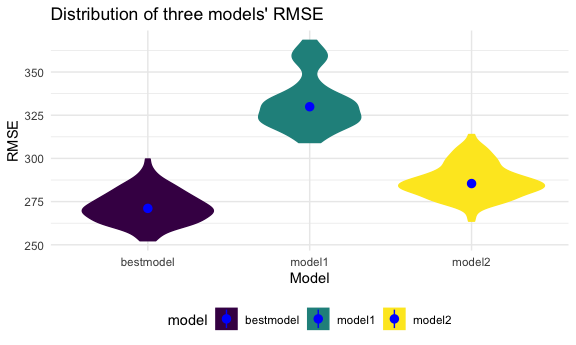 Distribution of three models' RMSE
RMSE
350
325
300
275
250
bestmodel model1 model2
Model
model bestmodel model1 model2